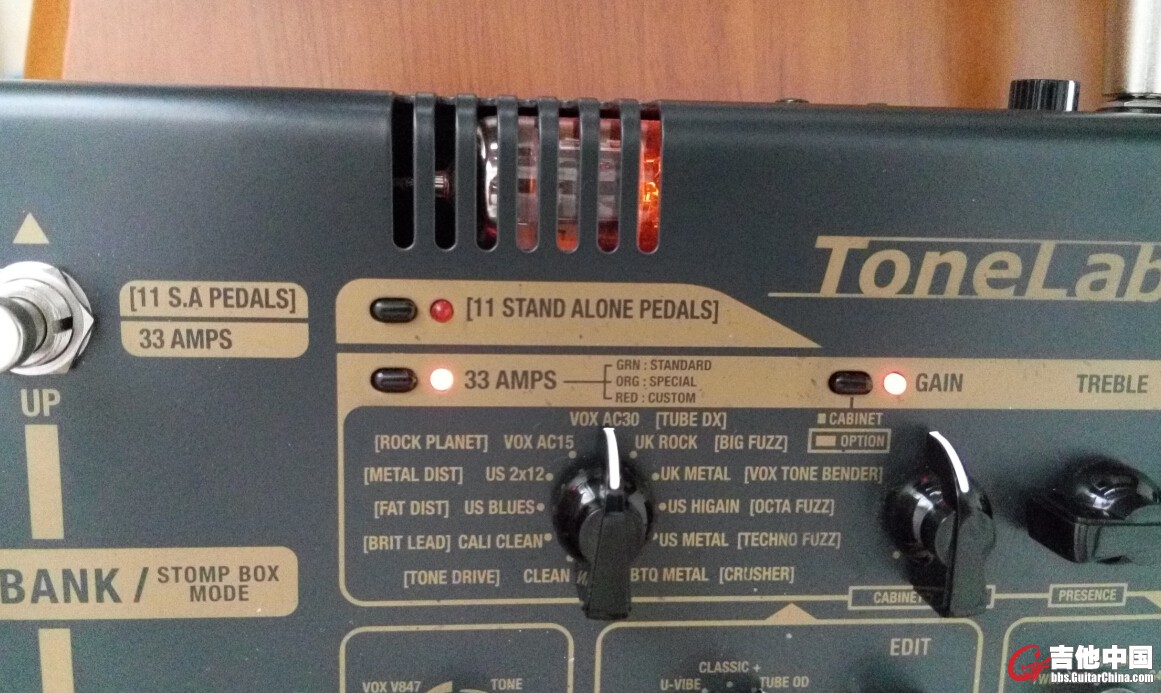 ToneLab
[11 S.A PEDALS]
33 AMPS
[11 STAND ALONE PEDALS]
33 AMPS
GRN : STANDARD
ORG : SPECIAL
RED : CUSTOM
GAIN
TREBLE
CABINET
OPTION
UP
VOX AC30 [TUBE DX]
[ROCK PLANET] VOX AC15
UK ROCK [BIG FUZZ]
[METAL DIST] US 2x12
UK METAL [VOX TONE BENDER]
[FAT DIST] US BLUES
US HIGAIN [OCTA FUZZ]
[BRIT LEAD] CALI CLEAN
US METAL [TECHNO FUZZ]
[TONE DRIVE] CLEAN
BTQ METAL [CRUSHER]
BANK / STOMP BOX
MODE
PRESENCE
EDIT
CLASSIC +
U-VIBE
TUBE OD
VOX V847
TONE
吉他中国
bbs.GuitarChina.com